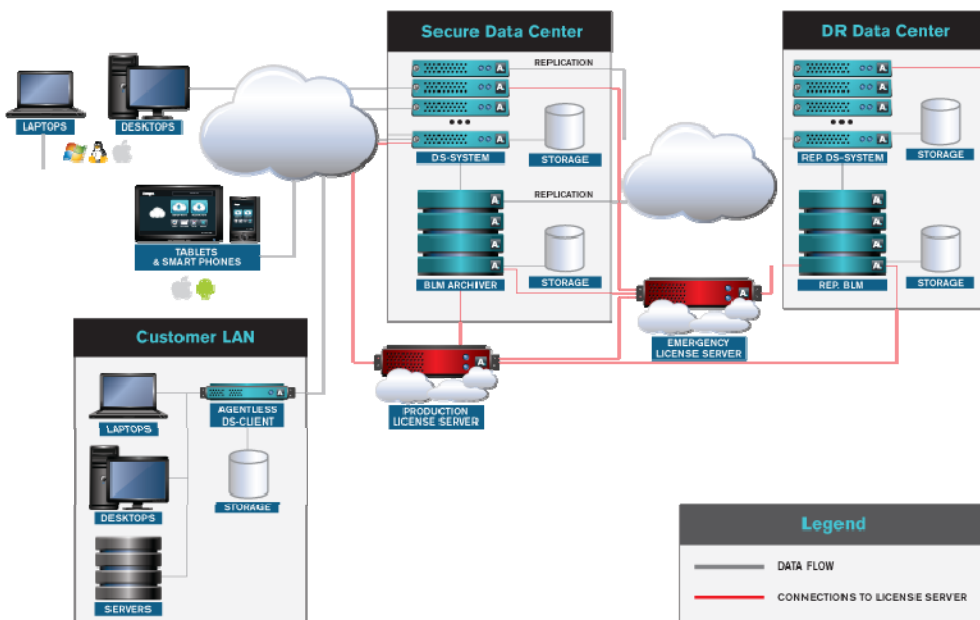 Secure Data Center
DR Data Center
REPLICATION
LAPTOPS
DESKTOPS
DS-SYSTEM
STORAGE
REP. DS-SYSTEM
STORAGE
REPLICATION
TABLETS
& SMART PHONES
BLM ARCHIVER
STORAGE
REP. BLM
STORAGE
EMERGENCY
LICENSE SERVER
Customer LAN
PRODUCTION
LICENSE SERVER
LAPTOPS
AGENTLESS
DS-CLIENT
DESKTOPS
STORAGE
SERVERS
Legend
DATA FLOW
CONNECTIONS TO LICENSE SERVER